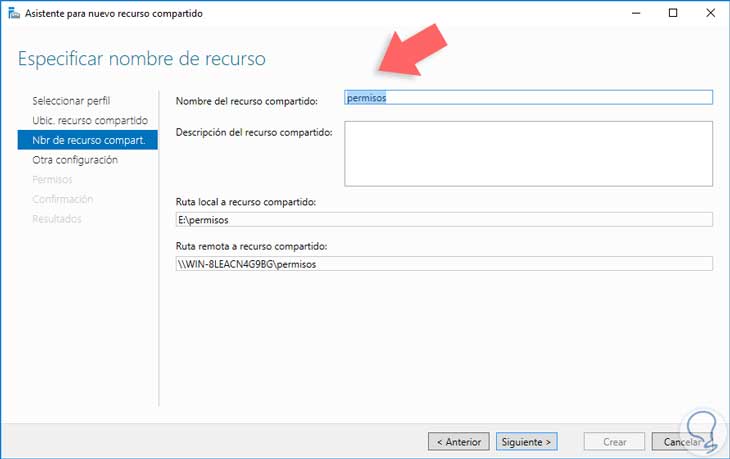 Asistente para nuevo recurso compartido
Especificar nombre de recurso
Seleccionar perfil
Ubic. recurso compartido
Nbr de recurso compart.
Otra configuración
Permisos
Confirmación
Resultados
Nombre del recurso compartido:
permisos
Descripción del recurso compartido:
Ruta local a recurso compartido:
E:\permisos
Ruta remota a recurso compartido:
\\WIN-8LEACN4G9BG\permisos
< Anterior
Siguiente >
Crear
Cancelar